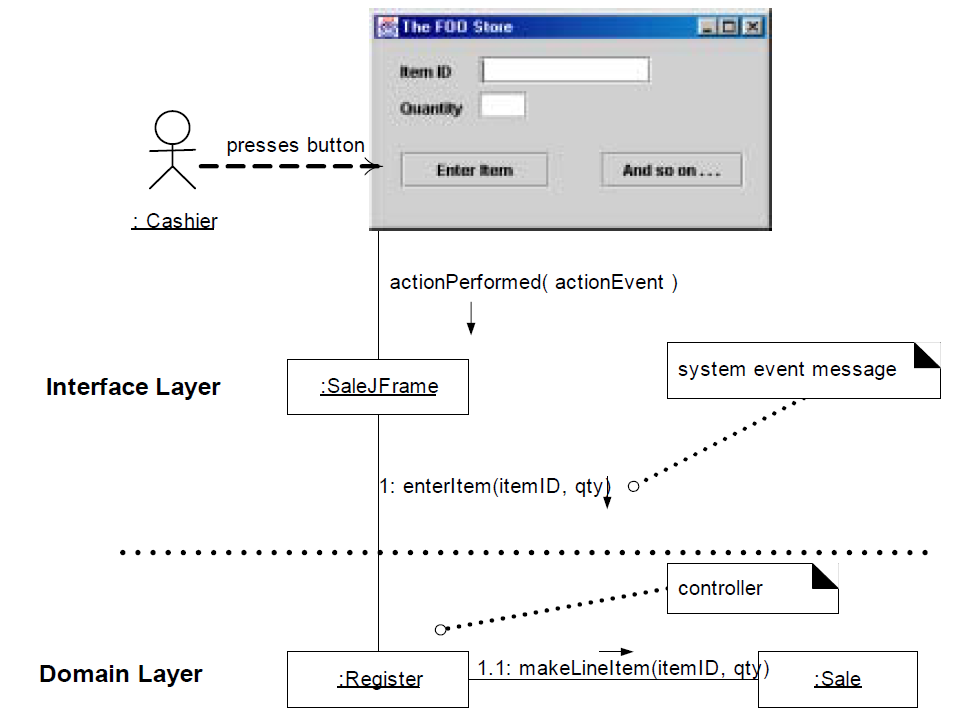 The FOO Store
Item ID
Quantity
presses button
Enter Item
And so on . . .
: Cashier
actionPerformed( actionEvent )
system event message
Interface Layer
:SaleJFrame
1: enterItem(itemID, qty)
controller
Domain Layer
:Register
1.1: makeLineItem(itemID, qty)
:Sale